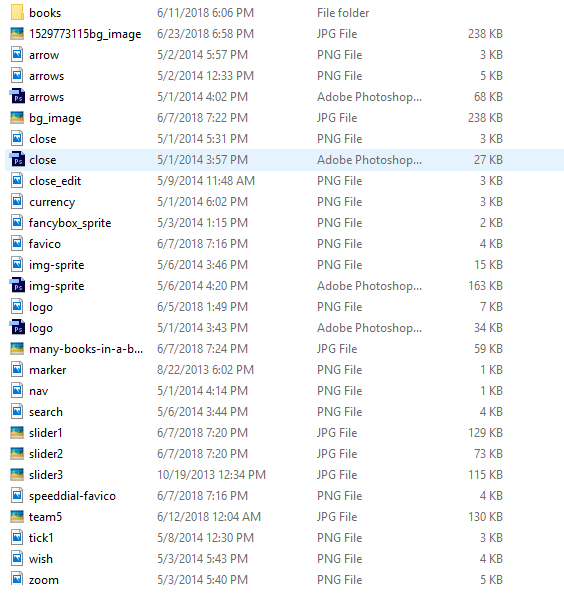 books 6/11/2018 6:06 PM File folder
1529773115bg_image 6/23/2018 6:58 PM JPG File 238 KB
arrow 5/2/2014 5:57 PM PNG File 3 KB
arrows 5/2/2014 12:33 PM PNG File 5 KB
arrows 5/1/2014 4:02 PM Adobe Photoshop... 68 KB
bg_image 6/7/2018 7:22 PM JPG File 238 KB
close 5/1/2014 5:31 PM PNG File 3 KB
close 5/1/2014 3:57 PM Adobe Photoshop... 27 KB
close_edit 5/9/2014 11:48 AM PNG File 3 KB
currency 5/1/2014 6:02 PM PNG File 3 KB
fancybox_sprite 5/3/2014 1:15 PM PNG File 2 KB
favico 6/7/2018 7:16 PM PNG File 4 KB
img-sprite 5/6/2014 3:46 PM PNG File 15 KB
img-sprite 5/6/2014 4:20 PM Adobe Photoshop... 163 KB
logo 6/5/2018 1:49 PM PNG File 7 KB
logo 5/1/2014 3:43 PM Adobe Photoshop... 34 KB
many-books-in-a-b... 6/7/2018 7:24 PM JPG File 59 KB
marker 8/22/2013 6:02 PM PNG File 1 KB
nav 5/1/2014 4:14 PM PNG File 1 KB
search 5/6/2014 3:44 PM PNG File 4 KB
slider1 6/7/2018 7:20 PM JPG File 129 KB
slider2 6/7/2018 7:20 PM JPG File 73 KB
slider3 10/19/2013 12:34 PM JPG File 115 KB
speeddial-favico 6/7/2018 7:16 PM PNG File 4 KB
team5 6/12/2018 12:04 AM JPG File 130 KB
tick1 5/8/2014 12:30 PM PNG File 3 KB
wish 5/3/2014 5:43 PM PNG File 4 KB
zoom 5/3/2014 5:40 PM PNG File 5 KB